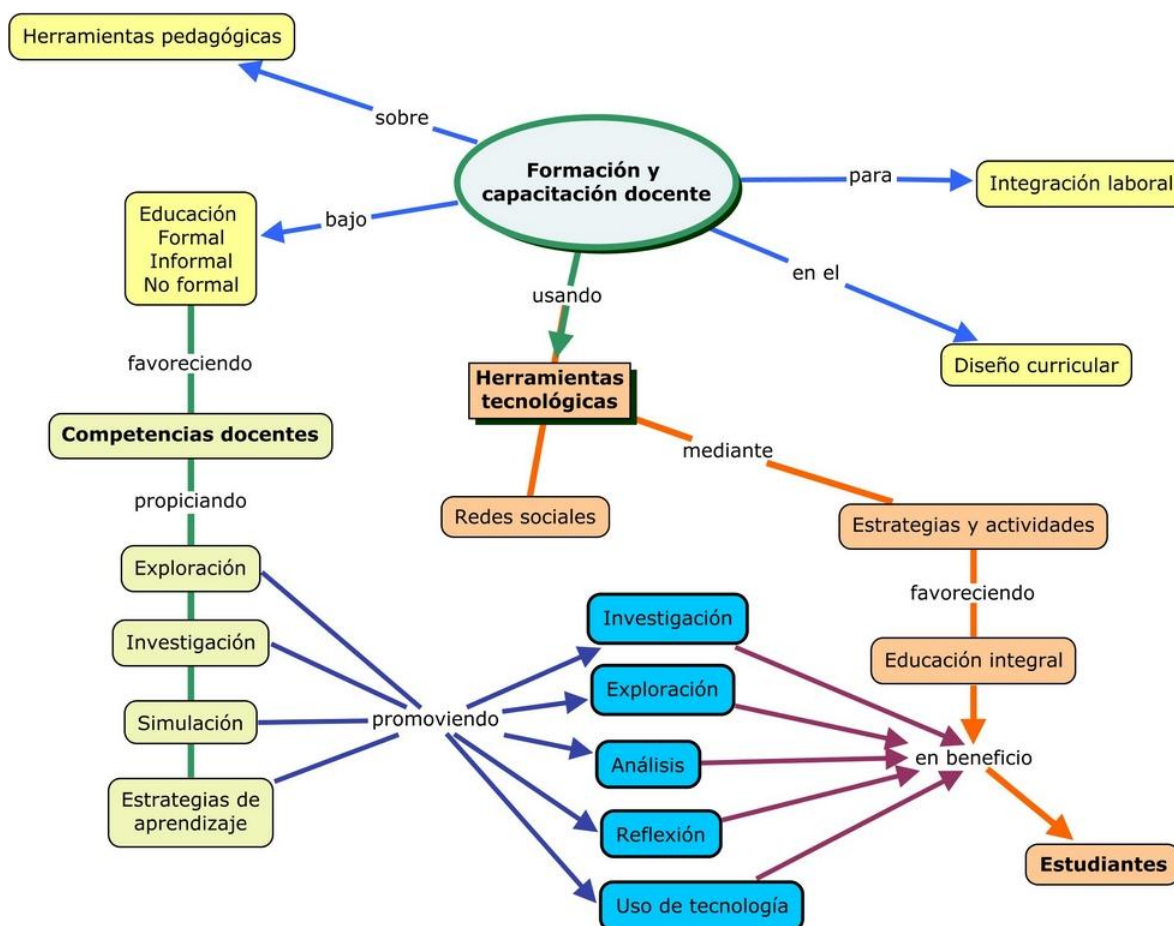 Herramientas pedagógicas
sobre
Formación y
capacitación docente
para
Integración laboral
Educación
Formal
Informal
No formal
bajo
en el
usando
Diseño curricular
favoreciendo
Herramientas
tecnológicas
Competencias docentes
mediante
propiciando
Redes sociales
Estrategias y actividades
Exploración
favoreciendo
Investigación
Investigación
Educación integral
Exploración
Simulación
promoviendo
Análisis
en beneficio
Estrategias de
aprendizaje
Reflexión
Estudiantes
Uso de tecnología